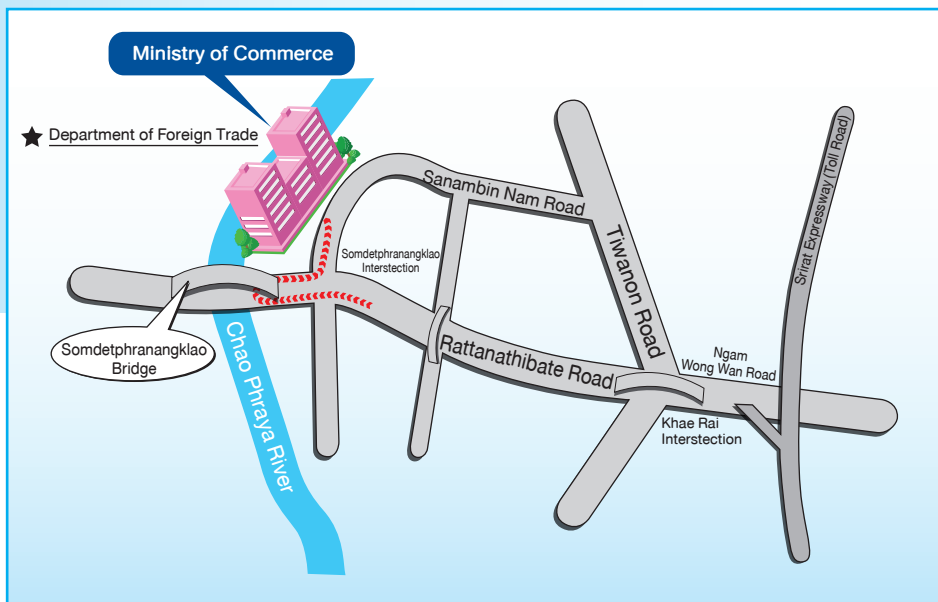 Ministry of Commerce
★ Department of Foreign Trade
Sanambin Nam Road
Somdetphranangklao
Interstection
Tiwanon Road
Srirat Expressway (Toll Road)
Somdetphranangklao
Bridge
Chao Phraya River
Rattanathibate Road
Ngam
Wong Wan Road
Khae Rai
Interstection